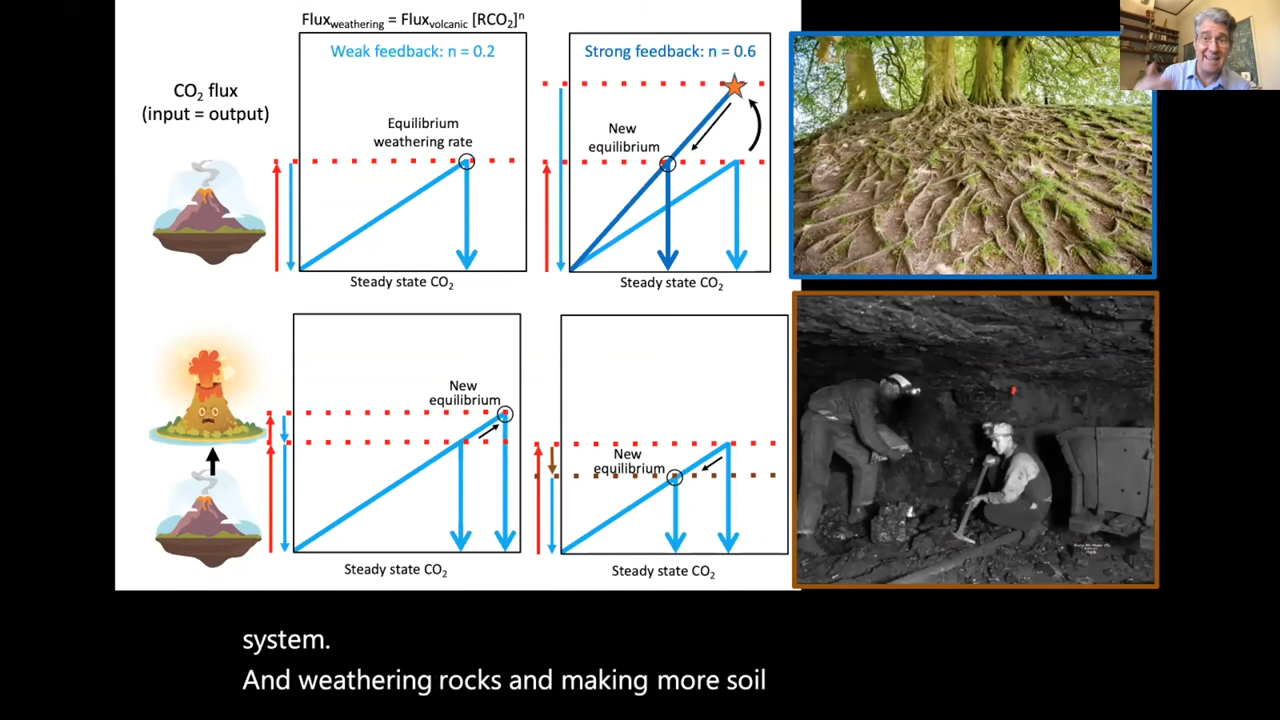 Flux_weathering = Flux_volcanic [RCO₂]ⁿ
Weak feedback: n = 0.2
Strong feedback: n = 0.6
CO₂ flux
(input = output)
Equilibrium
weathering rate
New
equilibrium
Steady state CO₂
Steady state CO₂
New
equilibrium
New
equilibrium
Steady state CO₂
Steady state CO₂
system.
And weathering rocks and making more soil